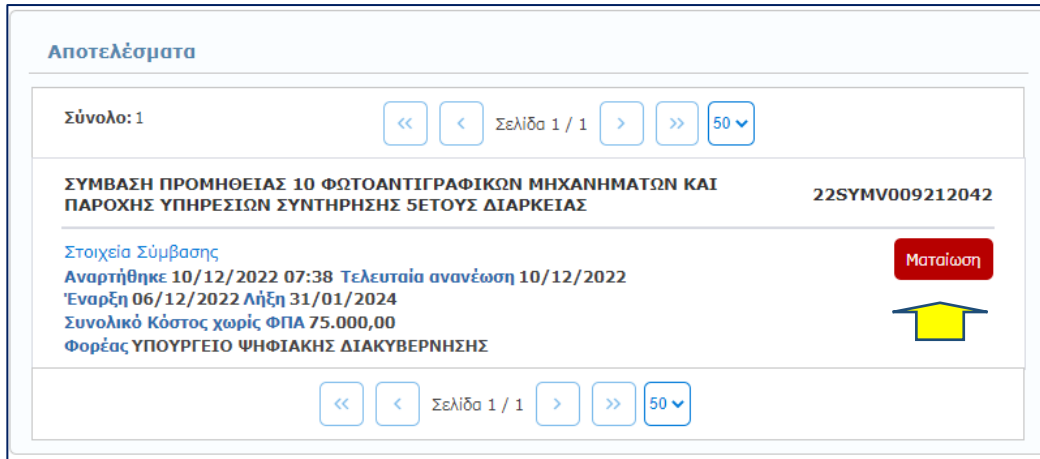 Αποτελέσματα
Σύνολο: 1
<< < Σελίδα 1 / 1 > >> 50
ΣΥΜΒΑΣΗ ΠΡΟΜΗΘΕΙΑΣ 10 ΦΩΤΟΑΝΤΙΓΡΑΦΙΚΩΝ ΜΗΧΑΝΗΜΑΤΩΝ ΚΑΙ
ΠΑΡΟΧΗΣ ΥΠΗΡΕΣΙΩΝ ΣΥΝΤΗΡΗΣΗΣ 5ΕΤΟΥΣ ΔΙΑΡΚΕΙΑΣ
22SYMV009212042
Στοιχεία Σύμβασης
Αναρτήθηκε 10/12/2022 07:38 Τελευταία ανανέωση 10/12/2022
Έναρξη 06/12/2022 Λήξη 31/01/2024
Συνολικό Κόστος χωρίς ΦΠΑ 75.000,00
Φορέας ΥΠΟΥΡΓΕΙΟ ΨΗΦΙΑΚΗΣ ΔΙΑΚΥΒΕΡΝΗΣΗΣ
Ματαίωση
<< < Σελίδα 1 / 1 > >> 50